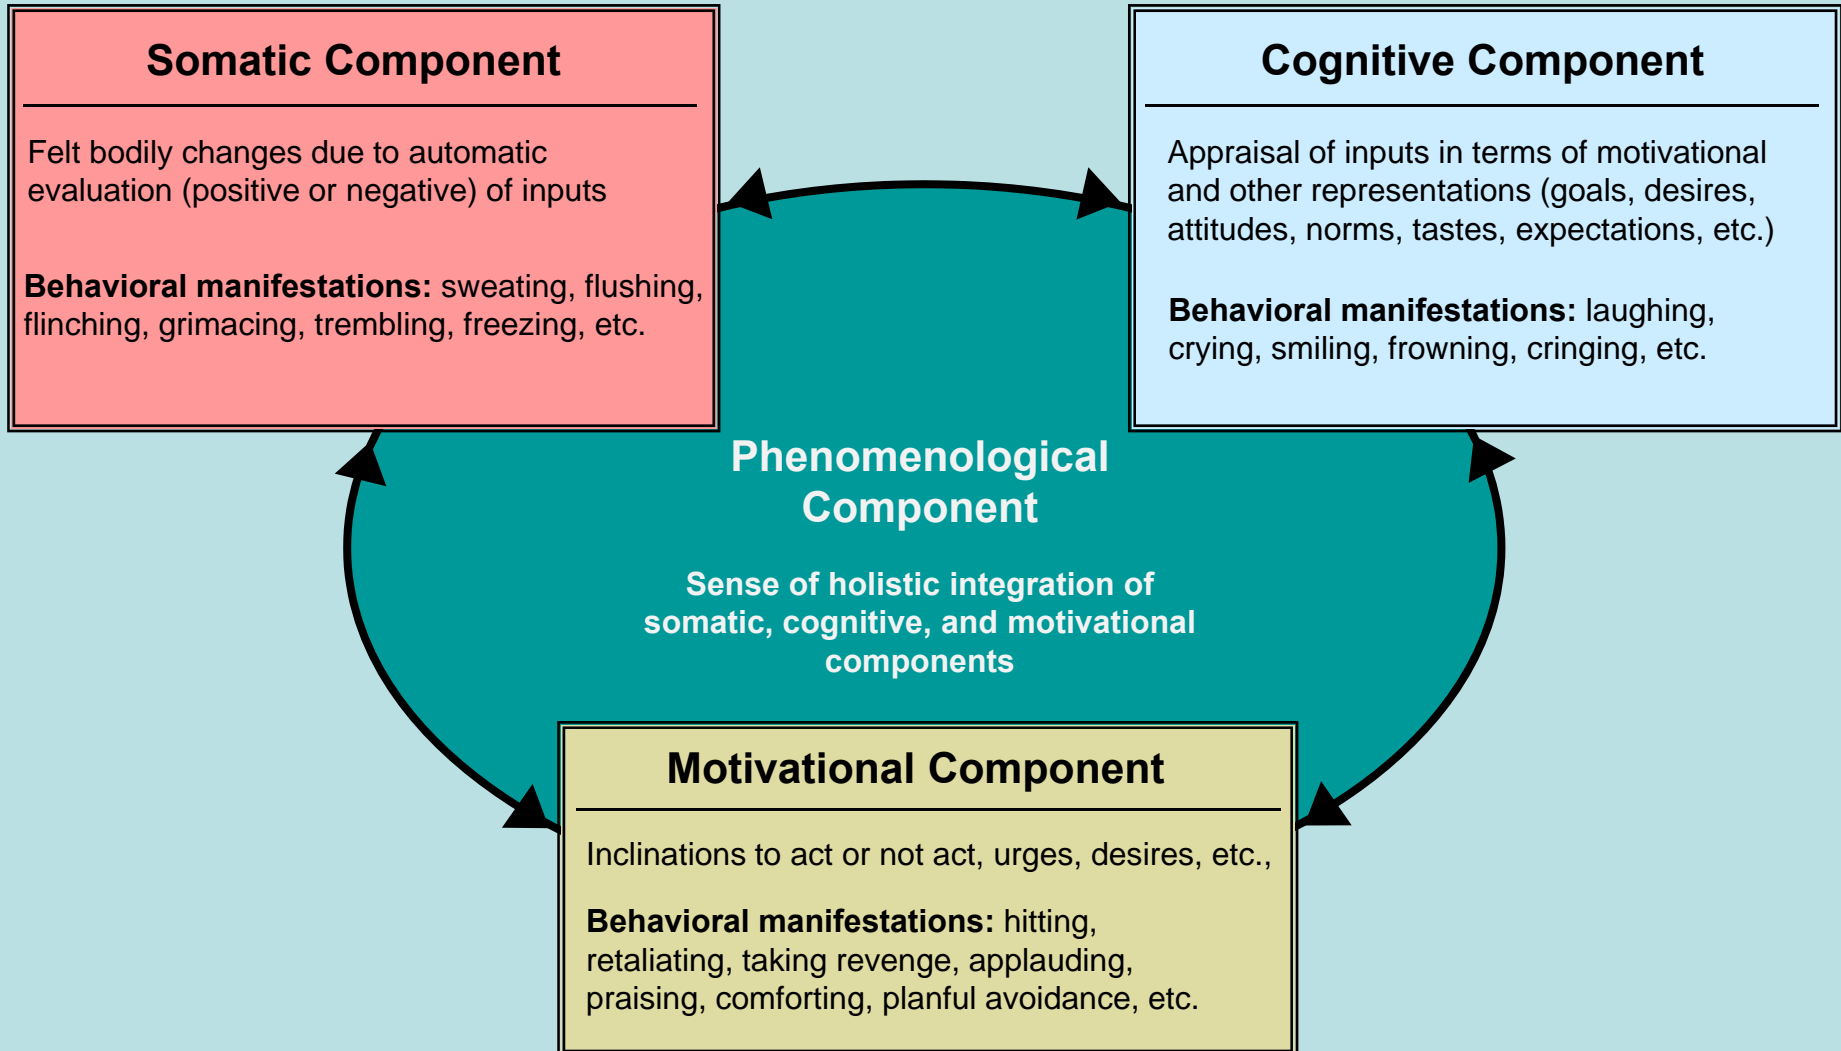 Somatic Component
Felt bodily changes due to automatic
evaluation (positive or negative) of inputs
Behavioral manifestations: sweating, flushing,
flinching, grimacing, trembling, freezing, etc.
Cognitive Component
Appraisal of inputs in terms of motivational
and other representations (goals, desires,
attitudes, norms, tastes, expectations, etc.)
Behavioral manifestations: laughing,
crying, smiling, frowning, cringing, etc.
Phenomenological
Component
Sense of holistic integration of
somatic, cognitive, and motivational
components
Motivational Component
Inclinations to act or not act, urges, desires, etc.,
Behavioral manifestations: hitting,
retaliating, taking revenge, applauding,
praising, comforting, planful avoidance, etc.